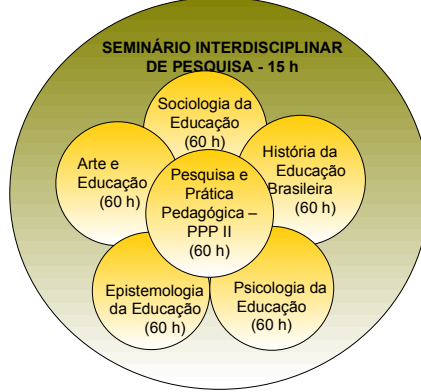 SEMINÁRIO INTERDISCIPLINAR
DE PESQUISA - 15 h
Sociologia da
Educação
(60 h)
Arte e
Educação
(60 h)
História da
Educação
Brasileira
(60 h)
Pesquisa e
Prática
Pedagógica –
PPP II
(60 h)
Epistemologia
da Educação
(60 h)
Psicologia da
Educação
(60 h)